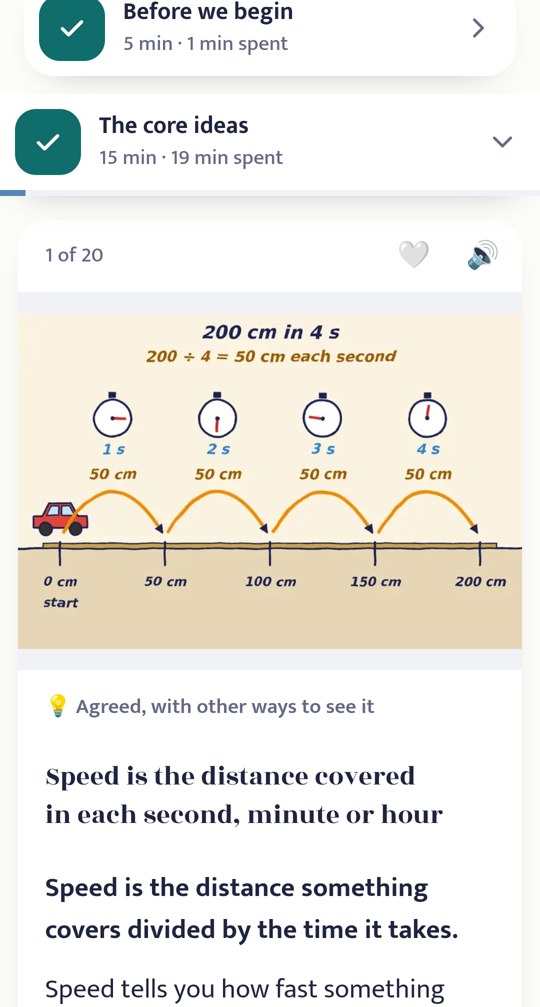 Before we begin
5 min · 1 min spent
The core ideas
15 min · 19 min spent
1 of 20
200 cm in 4 s
200 ÷ 4 = 50 cm each second
1 s 2 s 3 s 4 s
50 cm 50 cm 50 cm 50 cm
0 cm 50 cm 100 cm 150 cm 200 cm
start
Agreed, with other ways to see it
Speed is the distance covered
in each second, minute or hour
Speed is the distance something
covers divided by the time it takes.
Speed tells you how fast something